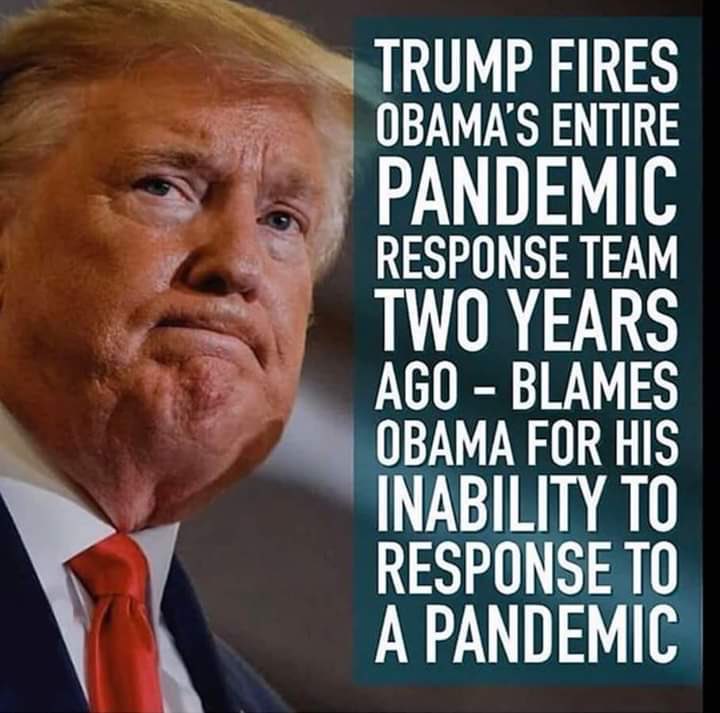 TRUMP FIRES
OBAMA'S ENTIRE
PANDEMIC
RESPONSE TEAM
TWO YEARS
AGO – BLAMES
OBAMA FOR HIS
INABILITY TO
RESPONSE TO
A PANDEMIC